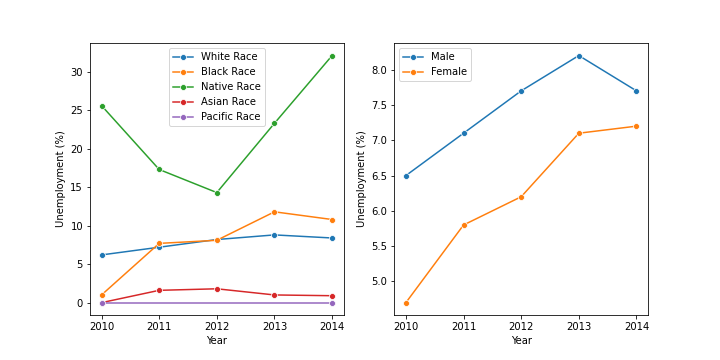 White Race
Black Race
Native Race
Asian Race
Pacific Race
Unemployment (%)
30
25
20
15
10
5
0
2010 2011 2012 2013 2014
Year
Male
Female
Unemployment (%)
8.0
7.5
7.0
6.5
6.0
5.5
5.0
2010 2011 2012 2013 2014
Year